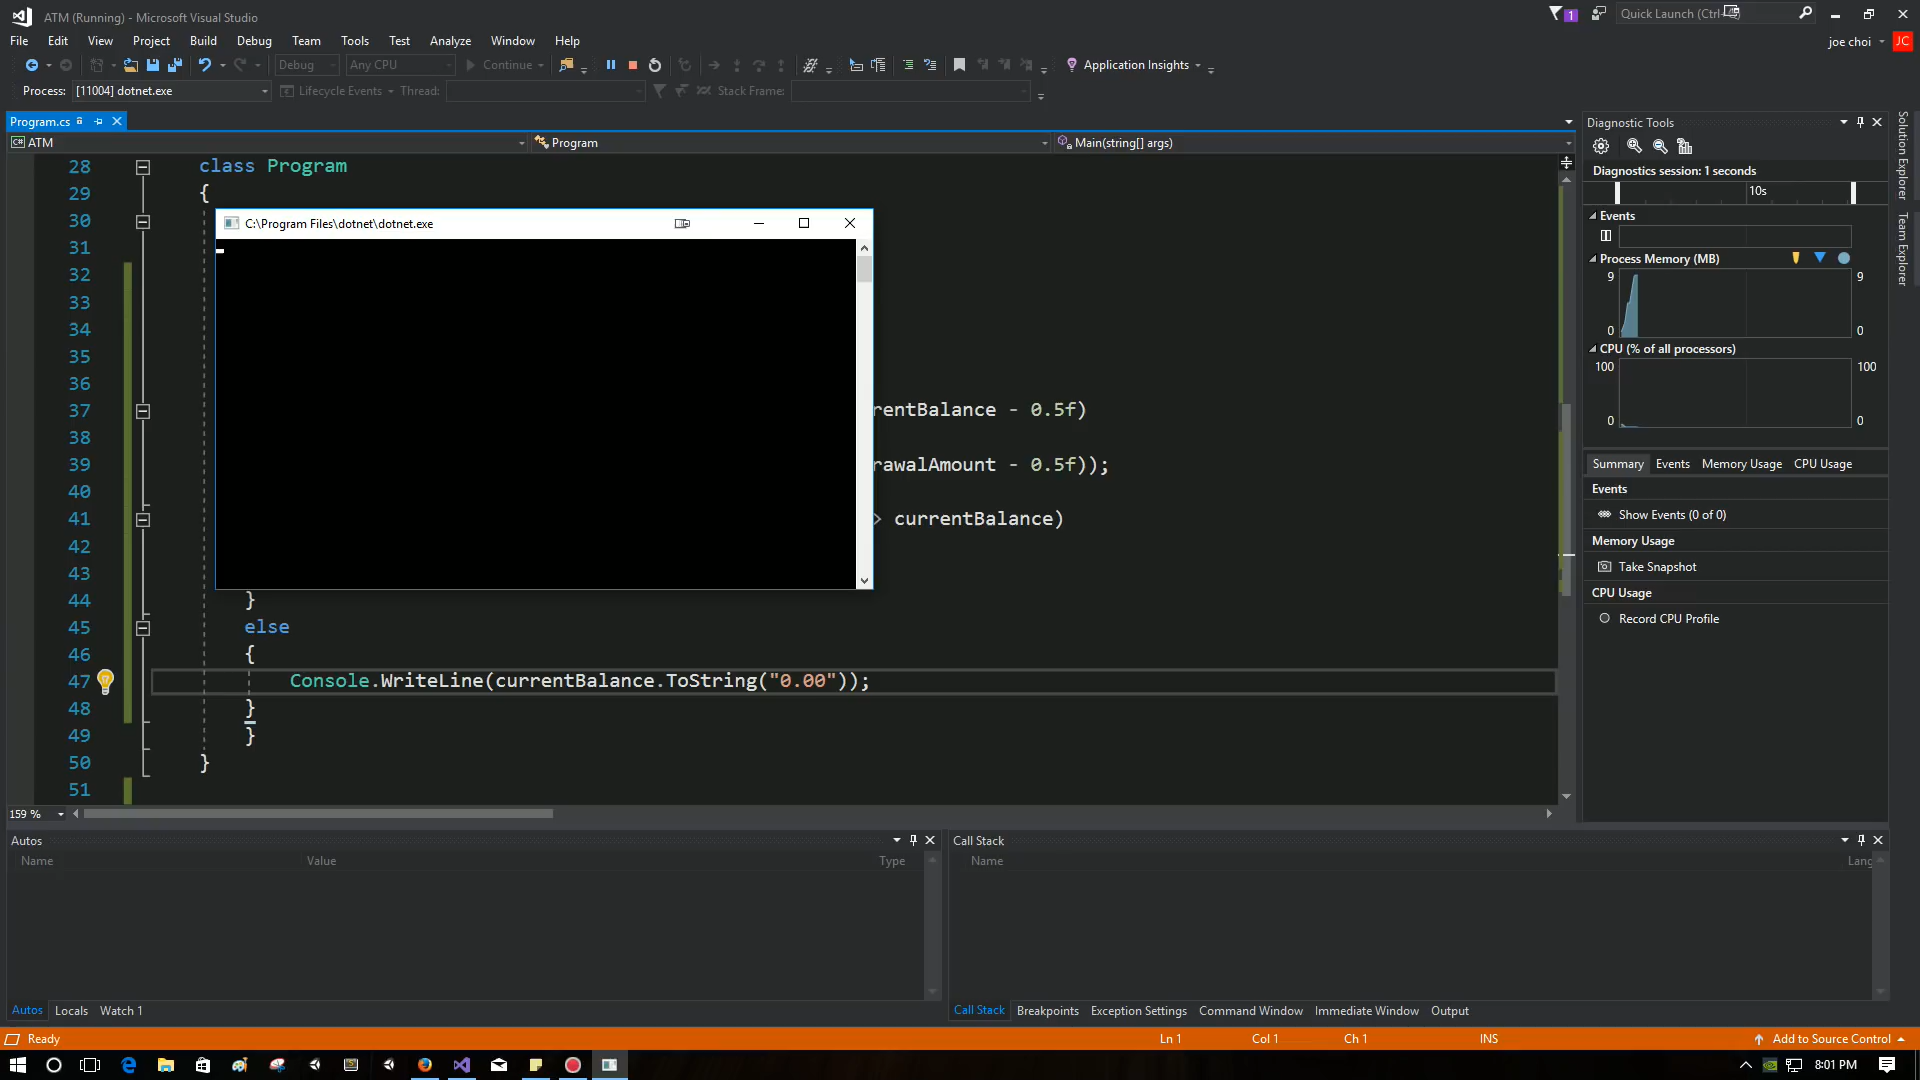 ATM (Running) - Microsoft Visual Studio
1
Quick Launch (Ctrl+Q)
File Edit View Project Build Debug Team Tools Test Analyze Window Help
joe choi
JC
Debug Any CPU Continue Application Insights
Process: [11004] dotnet.exe Lifecycle Events Thread: Stack Frame:
Program.cs
ATM Program Main(string[] args)
28 class Program
29 {
30
31
32
33
34
35
36
37 rentBalance - 0.5f)
38
39 rawalAmount - 0.5f));
40
41 > currentBalance)
42
43
44 }
45 else
46 {
47 Console.WriteLine(currentBalance.ToString("0.00"));
48 }
49 }
50 }
51
C:\Program Files\dotnet\dotnet.exe
159 %
Diagnostic Tools
Diagnostics session: 1 seconds
10s
Events
Process Memory (MB)
9 9
0 0
CPU (% of all processors)
100 100
0 0
Summary Events Memory Usage CPU Usage
Events
Show Events (0 of 0)
Memory Usage
Take Snapshot
CPU Usage
Record CPU Profile
Solution Explorer
Team Explorer
Autos
Name Value Type
Autos Locals Watch 1
Call Stack
Name Lang
Call Stack Breakpoints Exception Settings Command Window Immediate Window Output
Ready Ln 1 Col 1 Ch 1 INS Add to Source Control
8:01 PM